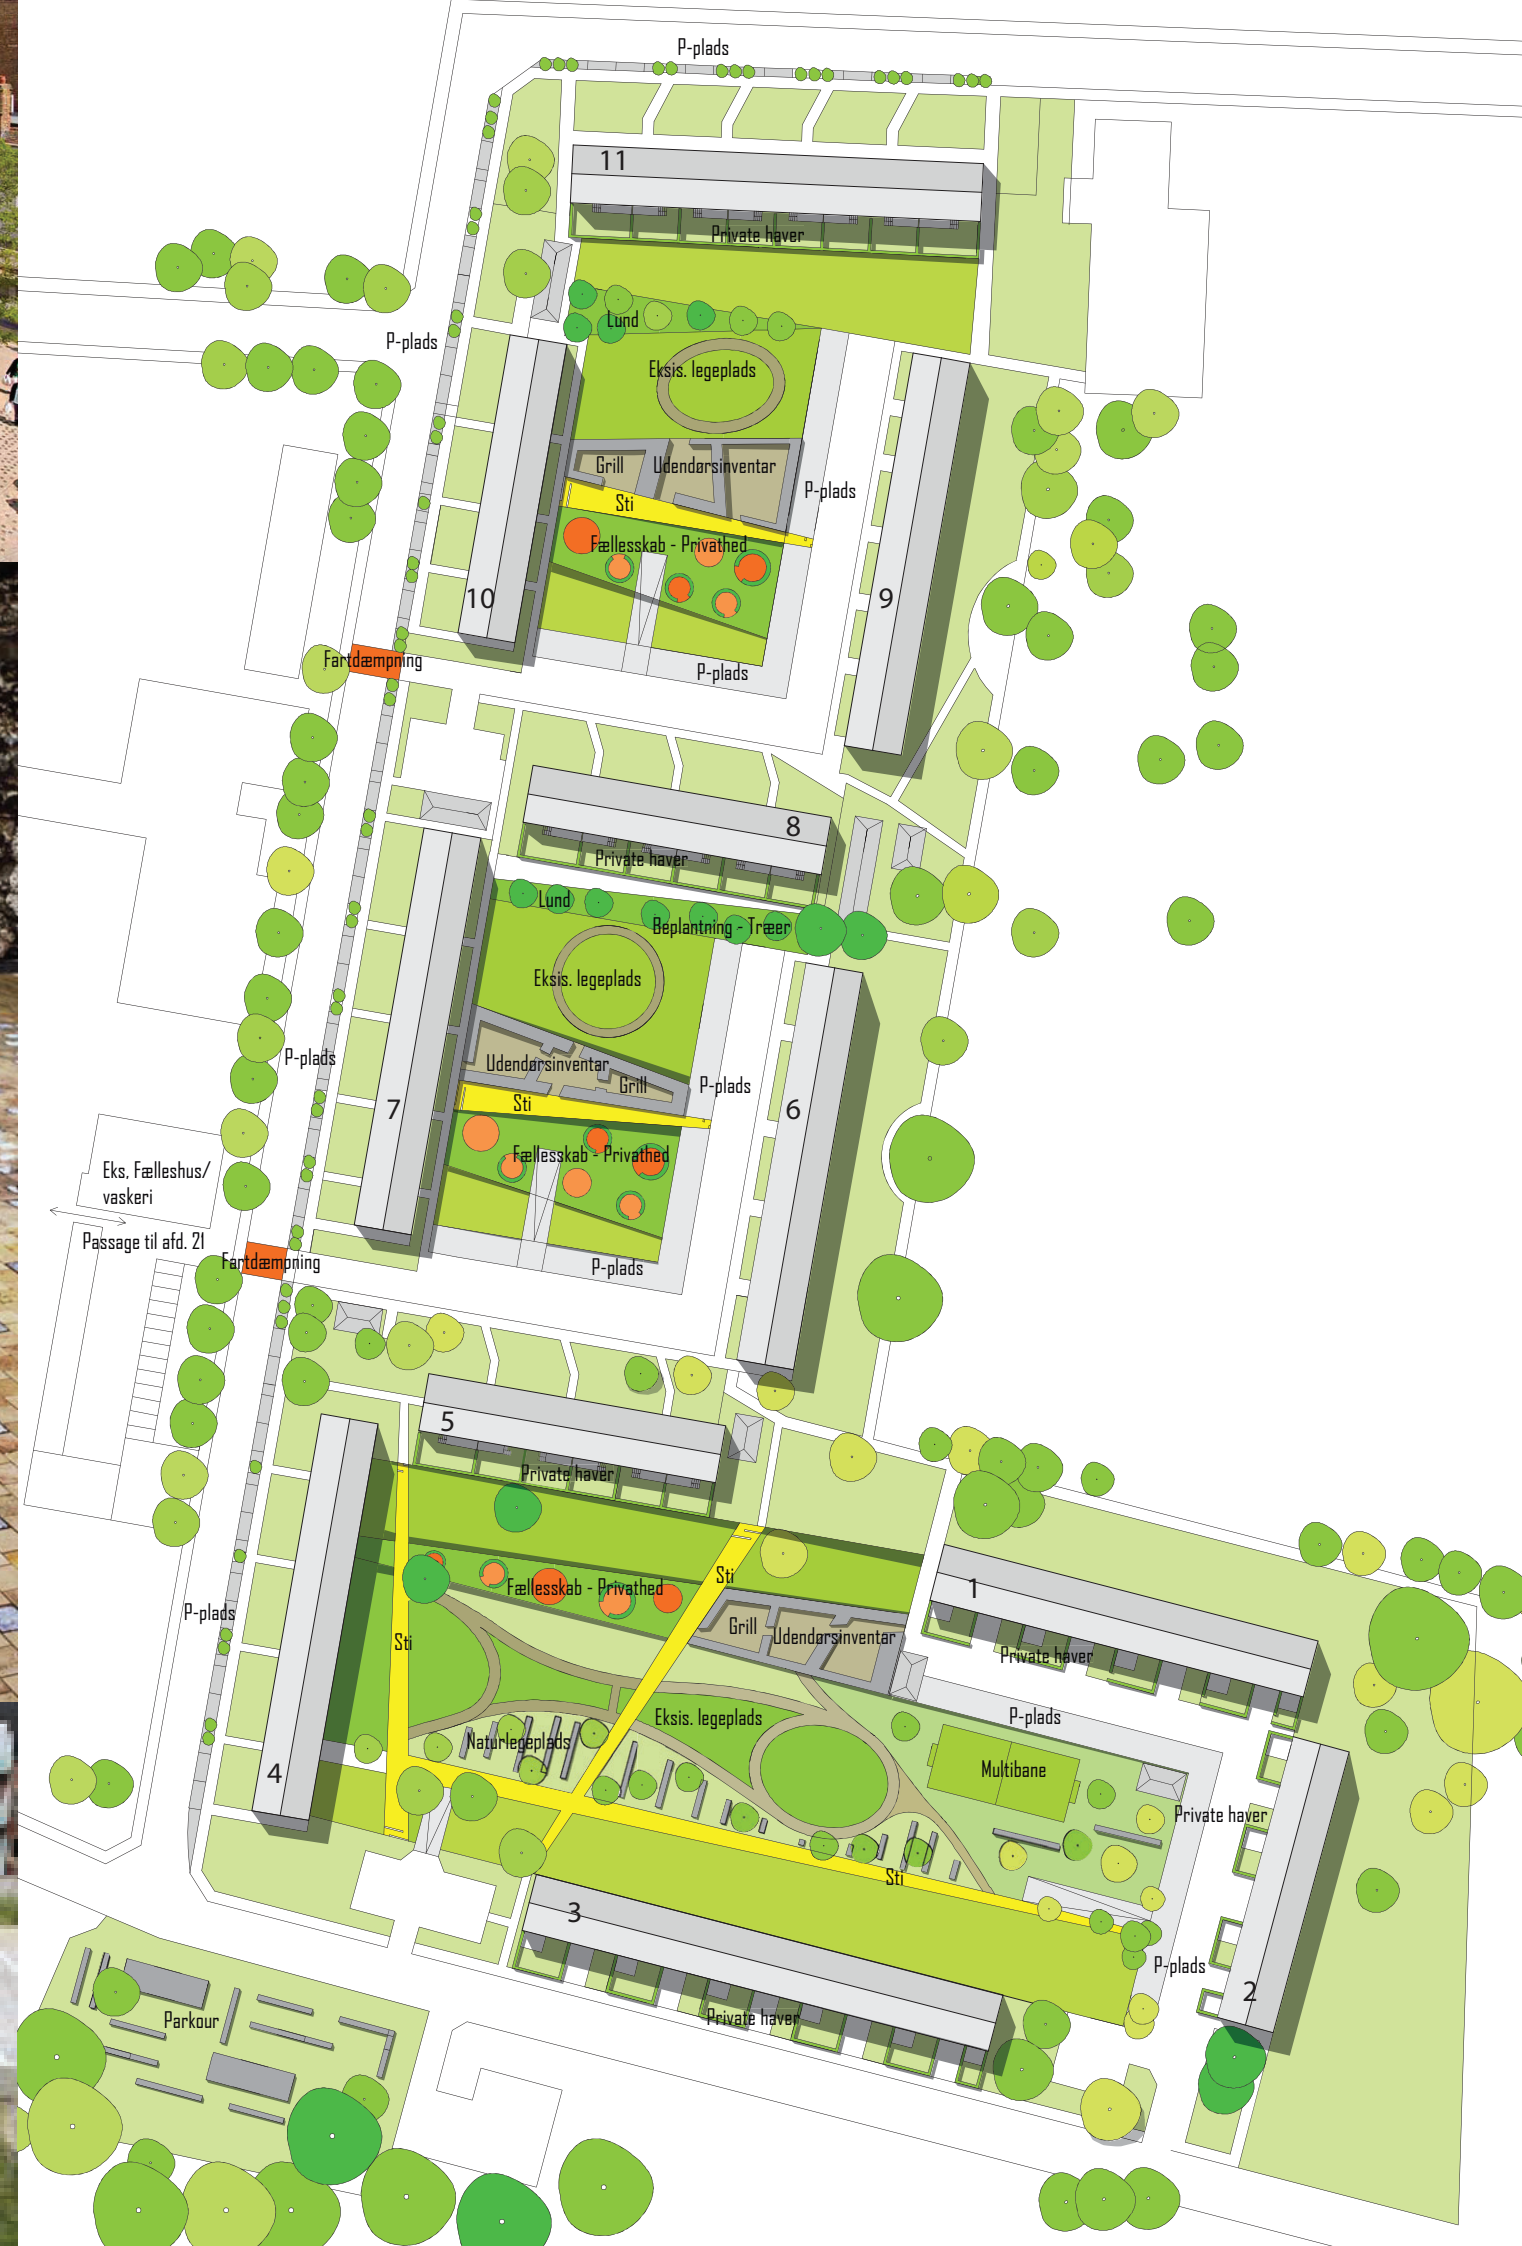 P-plads
11
Private haver
Lund
P-plads
Eksis. legeplads
Grill
Udendørsinventar
P-plads
Sti
Fællesskab - Privathed
10
9
Fartdæmpning
P-plads
8
Private haver
Lund
Beplantning - Træer
Eksis. legeplads
P-plads
Udendørsinventar
Grill
P-plads
Sti
7
6
Fællesskab - Privathed
Eks, Fælleshus/
vaskeri
Passage til afd. 21
Fartdæmpning
P-plads
5
Private haver
Sti
Fællesskab - Privathed
1
P-plads
Grill
Udendørsinventar
Sti
Private haver
Eksis. legeplads
P-plads
Naturlegeplads
Multibane
4
Private haver
Sti
3
P-plads
2
Parkour
Private haver